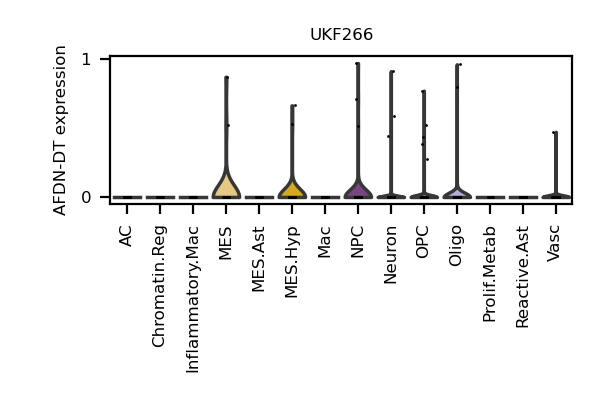 UKF266
AFDN-DT expression
1
0
AC
Chromatin.Reg
Inflammatory.Mac
MES
MES.Ast
MES.Hyp
Mac
NPC
Neuron
OPC
Oligo
Prolif.Metab
Reactive.Ast
Vasc